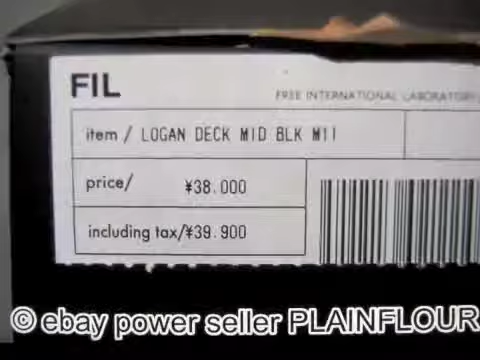 FIL
FREE INTERNATIONAL LABORATORY
item / LOGAN DECK MID BLK M11
price/ ¥38.000
including tax/¥39.900
© ebay power seller PLAINFLOUR